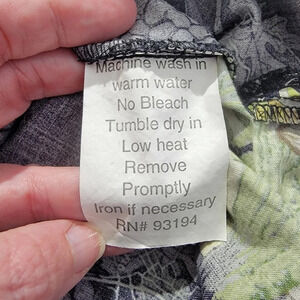 Machine wash in
warm water
No Bleach
Tumble dry in
Low heat
Remove
Promptly
Iron if necessary
RN# 93194